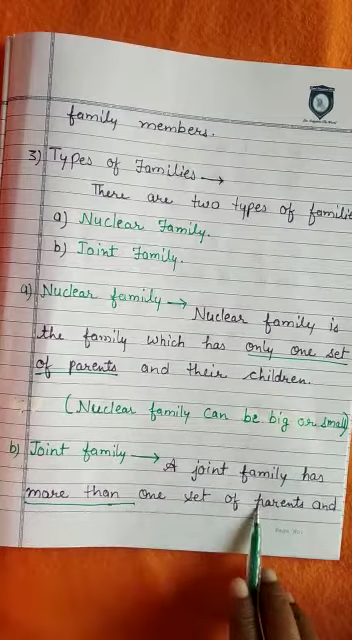 family members.
3) Types of Families →
There are two types of familie
a) Nuclear Family.
b) Joint Family.
a) Nuclear family → Nuclear family is
the family which has only one set
of parents and their children.
(Nuclear family can be big or small)
b) Joint family → A joint family has
more than one set of parents and